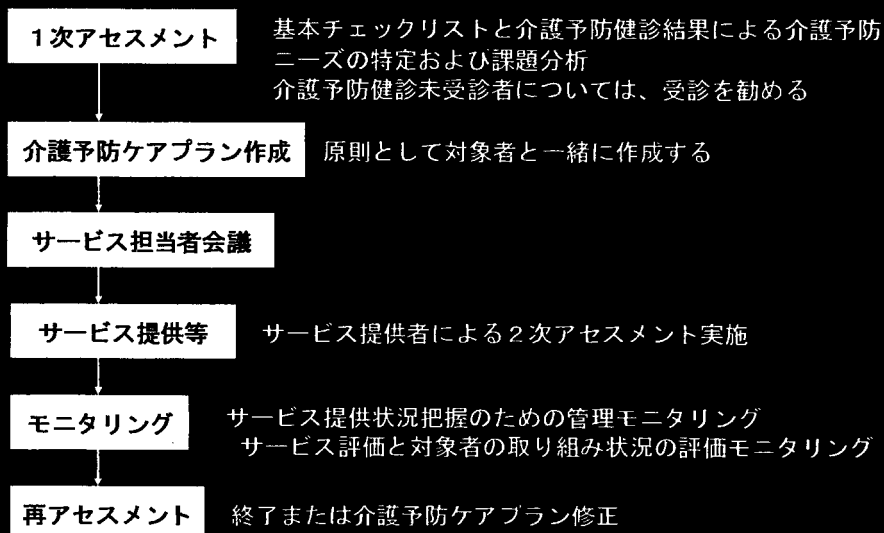 1次アセスメント
基本チェックリストと介護予防健診結果による介護予防
ニーズの特定および課題分析
介護予防健診未受診者については、受診を勧める
介護予防ケアプラン作成
原則として対象者と一緒に作成する
サービス担当者会議
サービス提供等
サービス提供者による2次アセスメント実施
モニタリング
サービス提供状況把握のための管理モニタリング
サービス評価と対象者の取り組み状況の評価モニタリング
再アセスメント
終了または介護予防ケアプラン修正